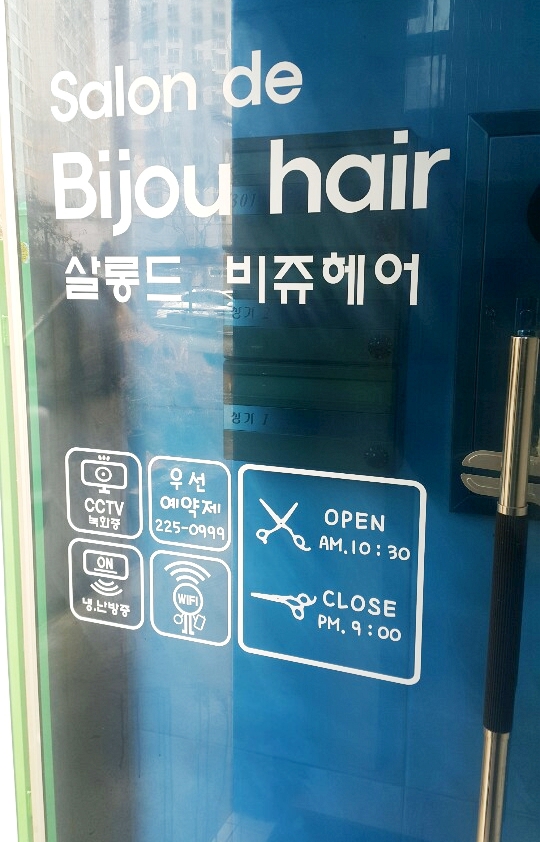 Salon de
Bijou hair
살롱드 비쥬헤어
CCTV
녹화중
우선
예약제
225-0999
ON
냉,난방중
WiFi
OPEN
AM.10:30
CLOSE
PM.9:00
301